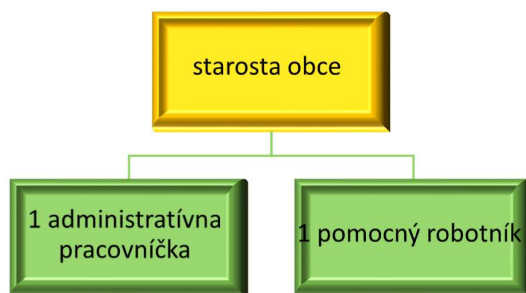 starosta obce
1 administratívna
pracovníčka
1 pomocný robotník